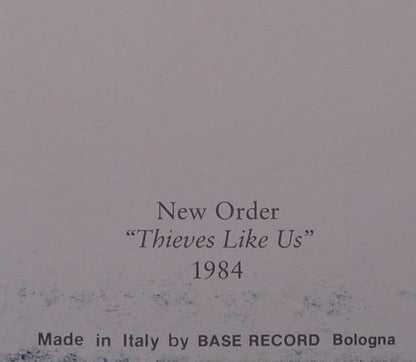 New Order
“Thieves Like Us”
1984
Made in Italy by BASE RECORD Bologna